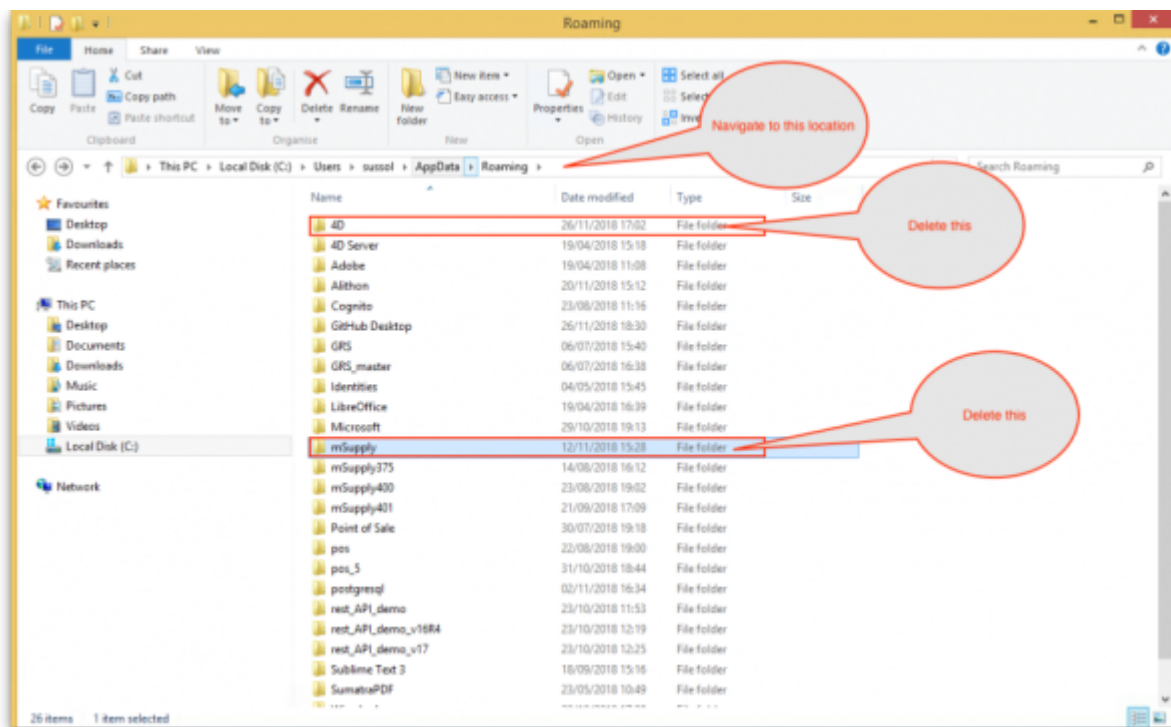 Roaming
File Home Share View
Copy Paste Cut Copy path Paste shortcut
Move to Copy to Delete Rename
New folder New item Easy access
Properties Open Edit History
Select all
Clipboard Organise New Open
Navigate to this location
This PC Local Disk (C:) Users sussol AppData Roaming
Search Roaming
Name Date modified Type Size
Favourites
Desktop
Downloads
Recent places
This PC
Desktop
Documents
Downloads
Music
Pictures
Videos
Local Disk (C:)
Network
4D 26/11/2018 17:02 File folder
Delete this
4D Server 19/04/2018 15:18 File folder
Adobe 19/04/2018 11:08 File folder
Alithon 20/11/2018 15:12 File folder
Cognito 23/08/2018 11:16 File folder
GitHub Desktop 26/11/2018 18:30 File folder
GRS 06/07/2018 15:40 File folder
GRS_master 06/07/2018 16:38 File folder
Identities 04/05/2018 15:45 File folder
LibreOffice 19/04/2018 16:39 File folder
Microsoft 29/10/2018 19:13 File folder
Delete this
mSupply 12/11/2018 15:28 File folder
mSupply375 14/08/2018 16:12 File folder
mSupply400 23/08/2018 19:02 File folder
mSupply401 21/09/2018 17:09 File folder
Point of Sale 30/07/2018 19:18 File folder
pos 22/08/2018 19:00 File folder
pos_5 31/10/2018 18:44 File folder
postgresql 02/11/2018 16:34 File folder
rest_API_demo 23/10/2018 11:53 File folder
rest_API_demo_v16R4 23/10/2018 12:19 File folder
rest_API_demo_v17 23/10/2018 12:25 File folder
Sublime Text 3 18/09/2018 15:16 File folder
SumatraPDF 23/05/2018 10:49 File folder
26 items 1 item selected